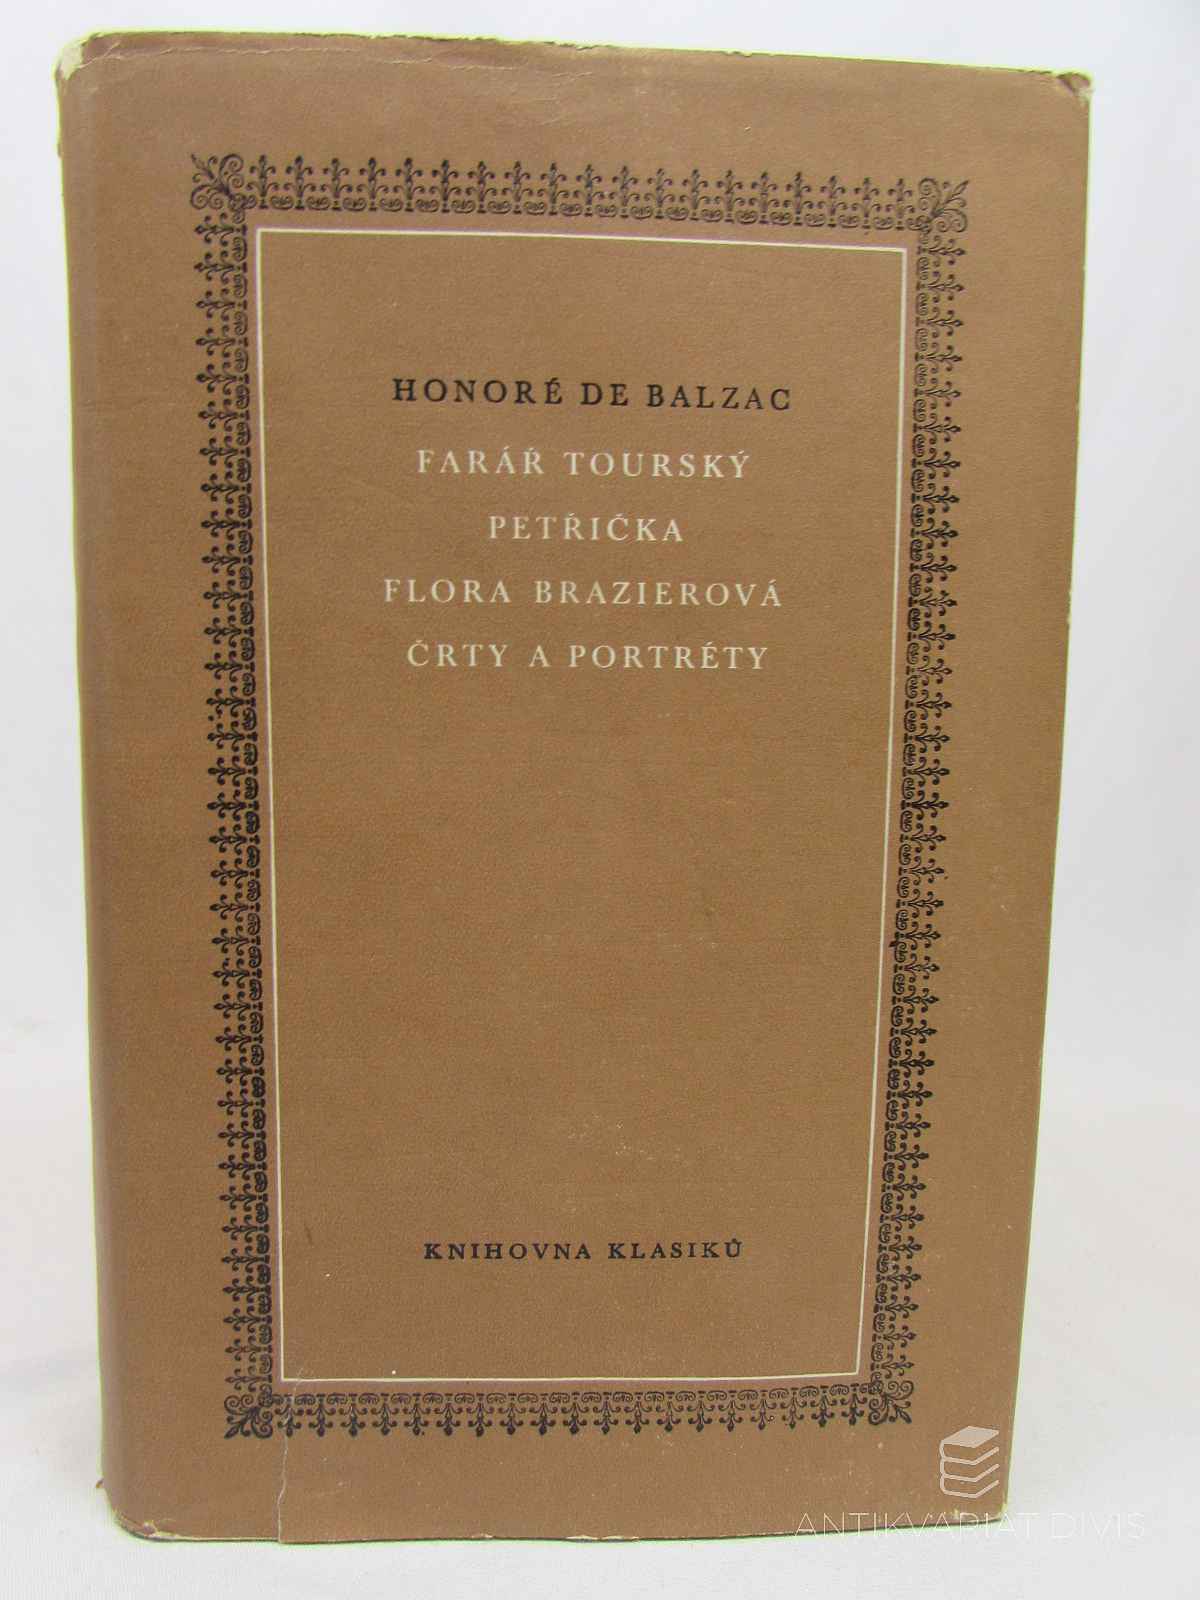 HONORÉ DE BALZAC
FARÁŘ TOURSKÝ
PETŘIČKA
FLORA BRAZIEROVÁ
ČRTY A PORTRÉTY
KNIHOVNA KLASIKŮ
ANTIKVARIAT DIVIS